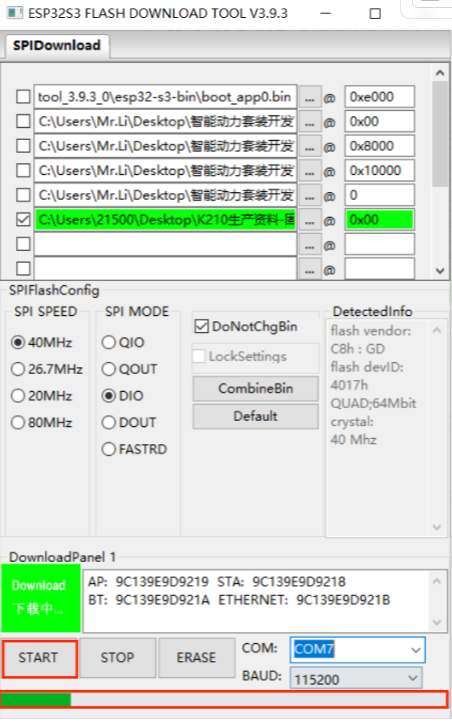 ESP32S3 FLASH DOWNLOAD TOOL V3.9.3
SPIDownload
tool_3.9.3_0\esp32-s3-bin\boot_app0.bin ... @ 0xe000
C:\Users\Mr.Li\Desktop\智能动力套装开发 ... @ 0x00
C:\Users\Mr.Li\Desktop\智能动力套装开发 ... @ 0x8000
C:\Users\Mr.Li\Desktop\智能动力套装开发 ... @ 0x10000
C:\Users\Mr.Li\Desktop\智能动力套装开发 ... @ 0
C:\Users\21500\Desktop\K210生产资料- ... @ 0x00
... @
... @
SPIFlashConfig
SPI SPEED
40MHz
26.7MHz
20MHz
80MHz
SPI MODE
QIO
QOUT
DIO
DOUT
FASTRD
DoNotChgBin
LockSettings
CombineBin
Default
DetectedInfo
flash vendor:
C8h : GD
flash devID:
4017h
QUAD;64Mbit
crystal:
40 Mhz
DownloadPanel 1
Download
下载中...
AP: 9C139E9D9219 STA: 9C139E9D9218
BT: 9C139E9D921A ETHERNET: 9C139E9D921B
START
STOP
ERASE
COM: COM7
BAUD: 115200